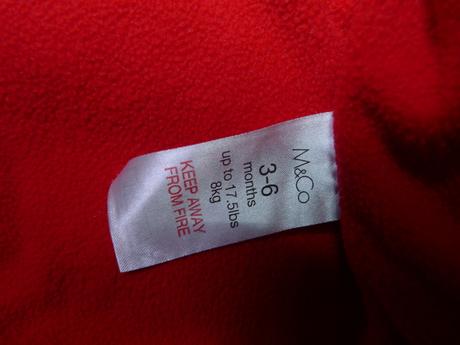 M&Co
3-6
months
up to 17.5lbs
8kg
KEEP AWAY
FROM FIRE